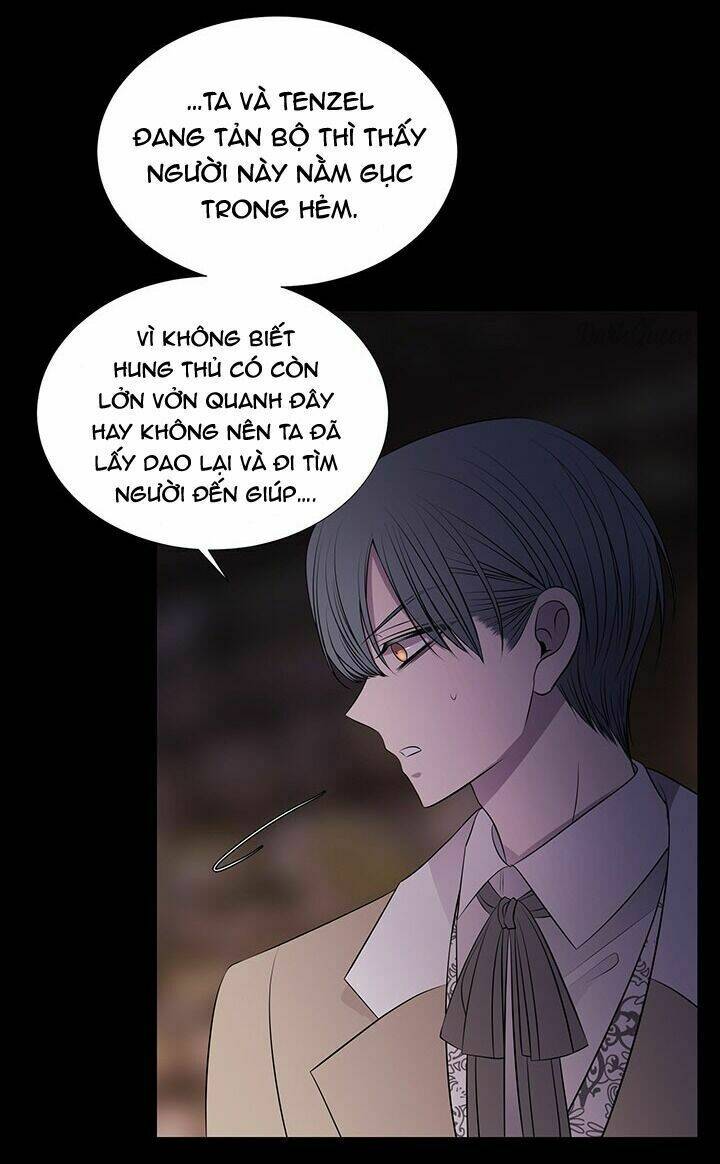 ...TA VÀ TENZEL
ĐANG TẢN BỘ THÌ THẤY
NGƯỜI NÀY NẰM GỤC
TRONG HẺM.
VÌ KHÔNG BIẾT
HUNG THỦ CÓ CÒN
LỞN VỞN QUANH ĐÂY
HAY KHÔNG NÊN TA ĐÃ
LẤY DAO LẠI VÀ ĐI TÌM
NGƯỜI ĐẾN GIÚP....